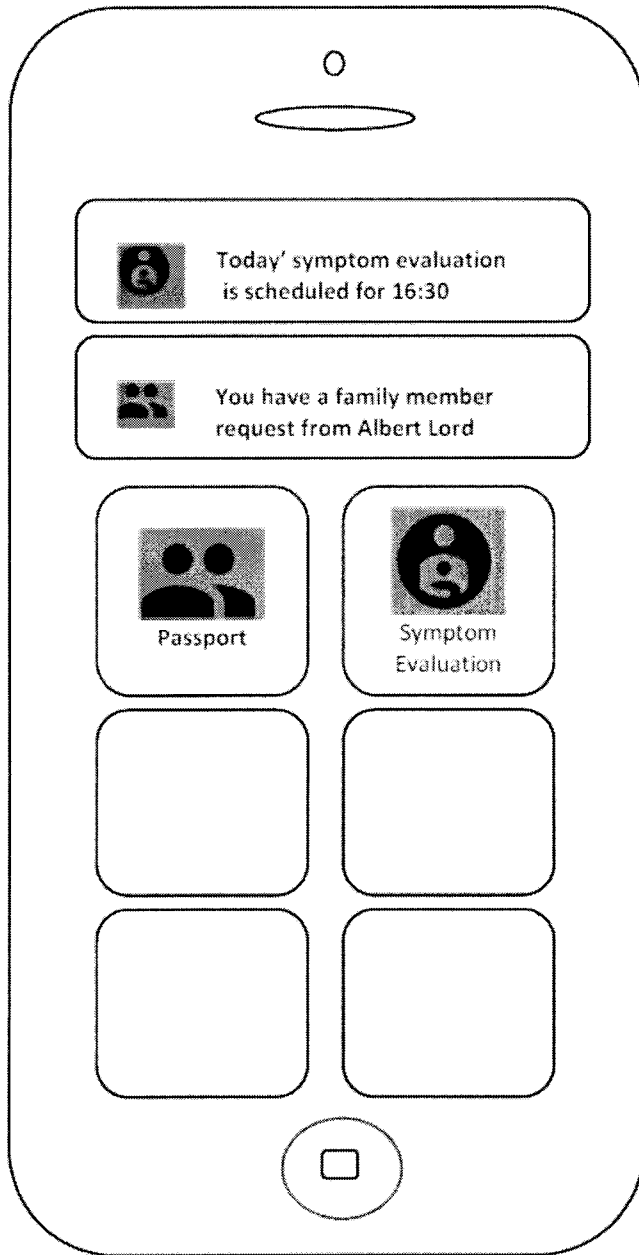 Today' symptom evaluation
is scheduled for 16:30
You have a family member
request from Albert Lord
Passport
Symptom
Evaluation